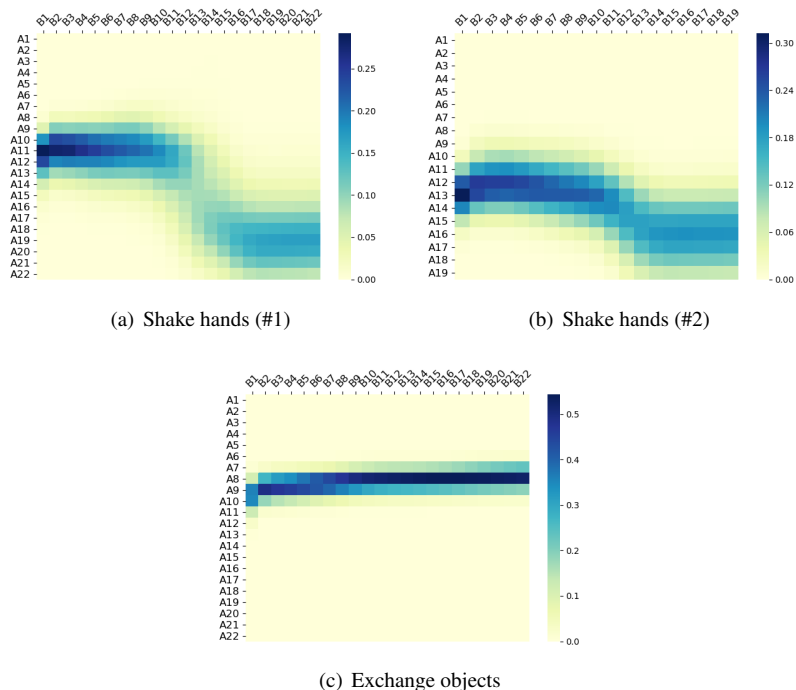 B1 B2 B3 B4 B5 B6 B7 B8 B9 B10 B11 B12 B13 B14 B15 B16 B17 B18 B19 B20 B21 B22
A1
A2
A3
A4
A5
A6
A7
A8
A9
A10
A11
A12
A13
A14
A15
A16
A17
A18
A19
A20
A21
A22
0.25
0.20
0.15
0.10
0.05
0.00
(a) Shake hands (#1)
B1 B2 B3 B4 B5 B6 B7 B8 B9 B10 B11 B12 B13 B14 B15 B16 B17 B18 B19
A1
A2
A3
A4
A5
A6
A7
A8
A9
A10
A11
A12
A13
A14
A15
A16
A17
A18
A19
0.30
0.24
0.18
0.12
0.06
0.00
(b) Shake hands (#2)
B1 B2 B3 B4 B5 B6 B7 B8 B9 B10 B11 B12 B13 B14 B15 B16 B17 B18 B19 B20 B21 B22
A1
A2
A3
A4
A5
A6
A7
A8
A9
A10
A11
A12
A13
A14
A15
A16
A17
A18
A19
A20
A21
A22
0.5
0.4
0.3
0.2
0.1
0.0
(c) Exchange objects